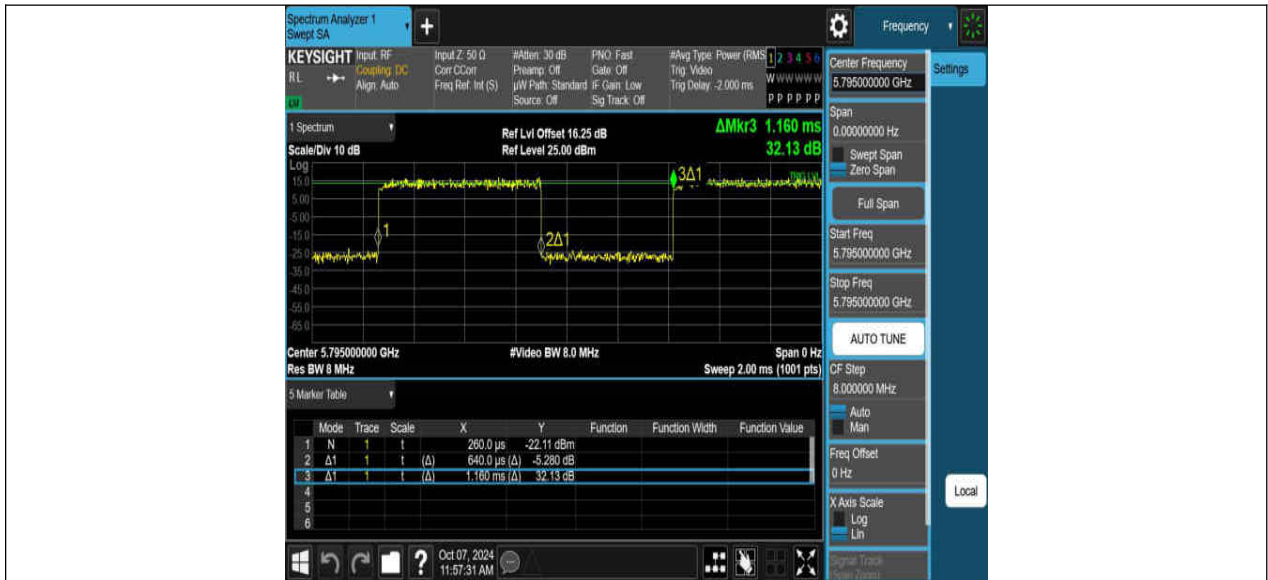 Spectrum Analyzer 1
Swept SA
+
Frequency
KEYSIGHT
RL
Input: RF
Coupling: DC
Align: Auto
Input Z: 50 Ω
Corr CCorr
Freq Ref: Int (S)
#Atten: 30 dB
Preamp: Off
µW Path: Standard
Source: Off
PNO: Fast
Gate: Off
IF Gain: Low
Sig Track: Off
#Avg Type: Power (RMS
Trig: Video
Trig Delay: -2.000 ms
1 2 3 4 5 6
W W W W W W
P P P P P P
Center Frequency
5.795000000 GHz
Settings
1 Spectrum
Scale/Div 10 dB
Ref Lvl Offset 16.25 dB
Ref Level 25.00 dBm
ΔMkr3 1.160 ms
32.13 dB
Span
0.00000000 Hz
Swept Span
Zero Span
Full Span
Log
15.0
5.00
-5.00
-15.0
-25.0
-35.0
-45.0
-55.0
-65.0
1
2Δ1
3Δ1
TRIG LVL
Start Freq
5.795000000 GHz
Stop Freq
5.795000000 GHz
AUTO TUNE
Center 5.795000000 GHz
#Video BW 8.0 MHz
Span 0 Hz
Res BW 8 MHz
Sweep 2.00 ms (1001 pts)
CF Step
8.000000 MHz
Auto
Man
5 Marker Table
Mode Trace Scale X Y Function Function Width Function Value
1 N 1 t 260.0 µs -22.11 dBm
2 Δ1 1 t (Δ) 640.0 µs (Δ) -5.280 dB
3 Δ1 1 t (Δ) 1.160 ms (Δ) 32.13 dB
4
5
6
Freq Offset
0 Hz
X Axis Scale
Log
Lin
Local
Signal Track
(Span Zoom)
?
Oct 07, 2024
11:57:31 AM